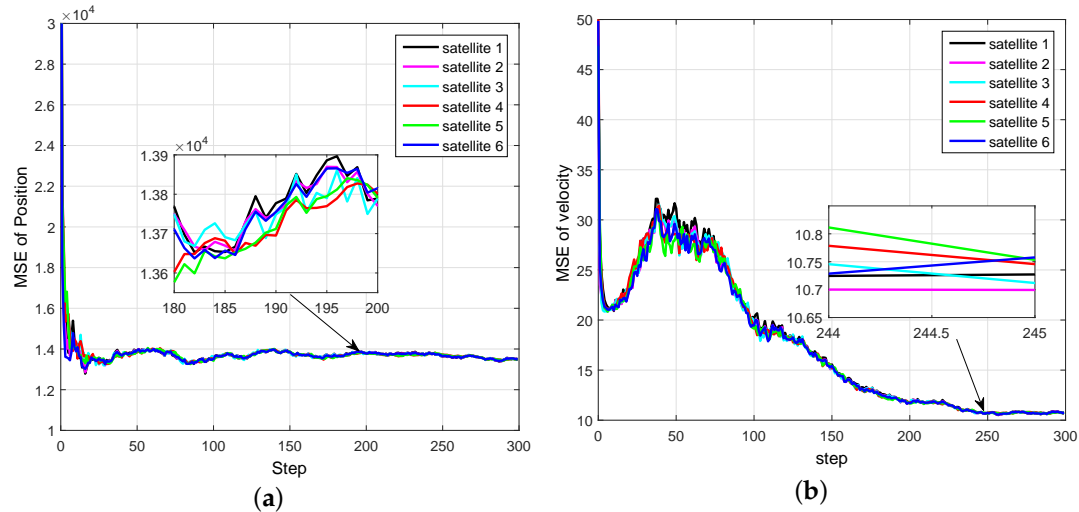 ×10⁴
3
2.8
2.6
2.4
2.2
2
1.8
1.6
1.4
1.2
1
MSE of Position
0 50 100 150 200 250 300
Step
satellite 1
satellite 2
satellite 3
satellite 4
satellite 5
satellite 6
×10⁴
1.39
1.38
1.37
1.36
180 185 190 195 200
(a)
50
45
40
35
30
25
20
15
10
MSE of velocity
0 50 100 150 200 250 300
step
satellite 1
satellite 2
satellite 3
satellite 4
satellite 5
satellite 6
10.8
10.75
10.7
10.65
244 244.5 245
(b)